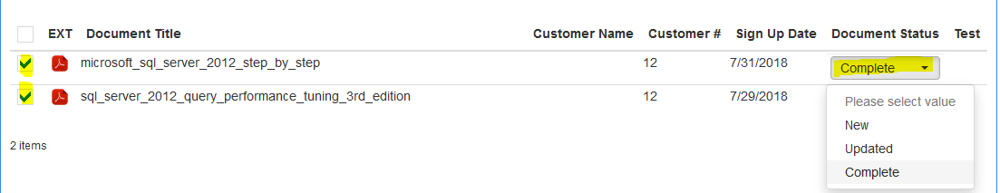 EXT Document Title Customer Name Customer # Sign Up Date Document Status Test
microsoft_sql_server_2012_step_by_step 12 7/31/2018 Complete
sql_server_2012_query_performance_tuning_3rd_edition 12 7/29/2018
Please select value
New
Updated
Complete
2 items